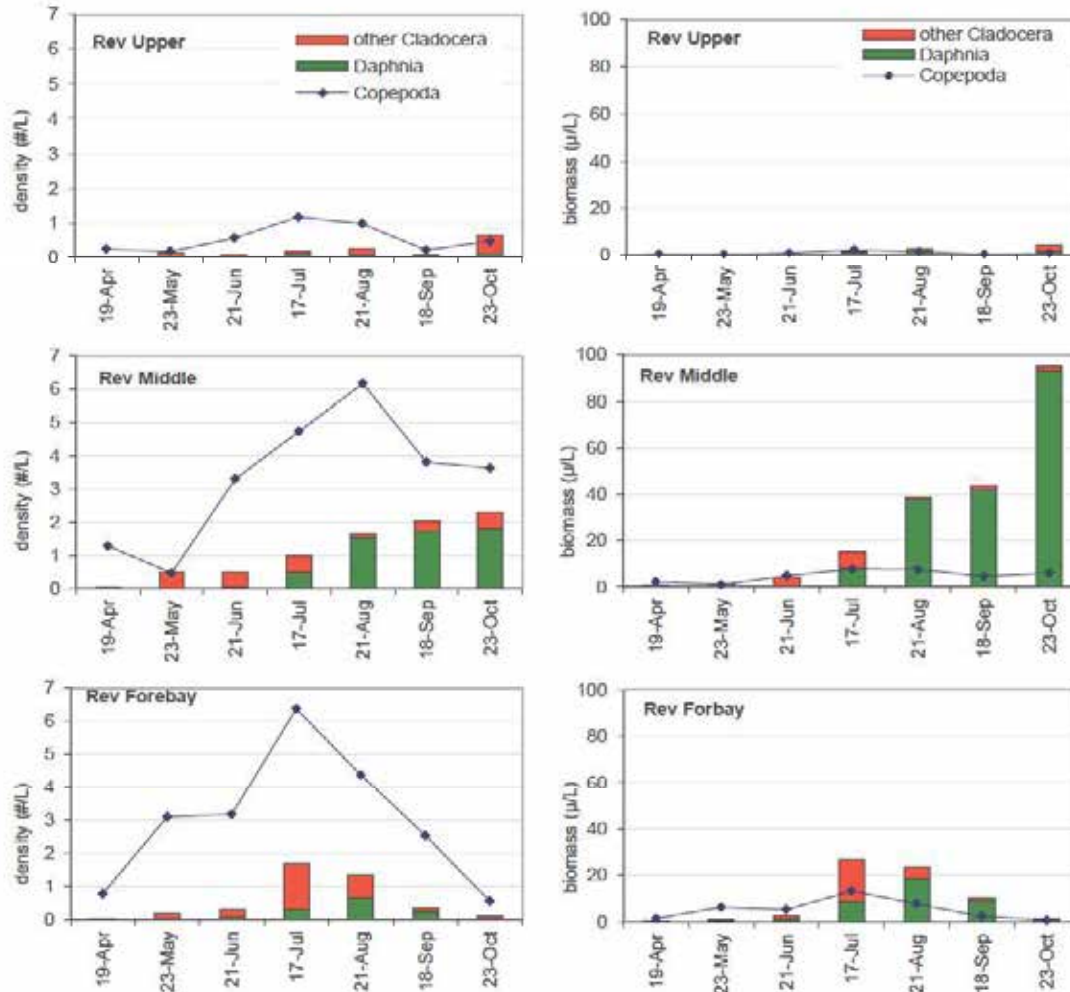 Rev Upper
other Cladocera
Daphnia
Copepoda
density (#/L)
7
6
5
4
3
2
1
0
19-Apr
23-May
21-Jun
17-Jul
21-Aug
18-Sep
23-Oct
Rev Upper
other Cladocera
Daphnia
Copepoda
biomass (µ/L)
100
80
60
40
20
0
19-Apr
23-May
21-Jun
17-Jul
21-Aug
18-Sep
23-Oct
Rev Middle
density (#/L)
7
6
5
4
3
2
1
0
19-Apr
23-May
21-Jun
17-Jul
21-Aug
18-Sep
23-Oct
Rev Middle
biomass (µ/L)
100
80
60
40
20
0
19-Apr
23-May
21-Jun
17-Jul
21-Aug
18-Sep
23-Oct
Rev Forebay
density (#/L)
7
6
5
4
3
2
1
0
19-Apr
23-May
21-Jun
17-Jul
21-Aug
18-Sep
23-Oct
Rev Forbay
biomass (µ/L)
100
80
60
40
20
0
19-Apr
23-May
21-Jun
17-Jul
21-Aug
18-Sep
23-Oct